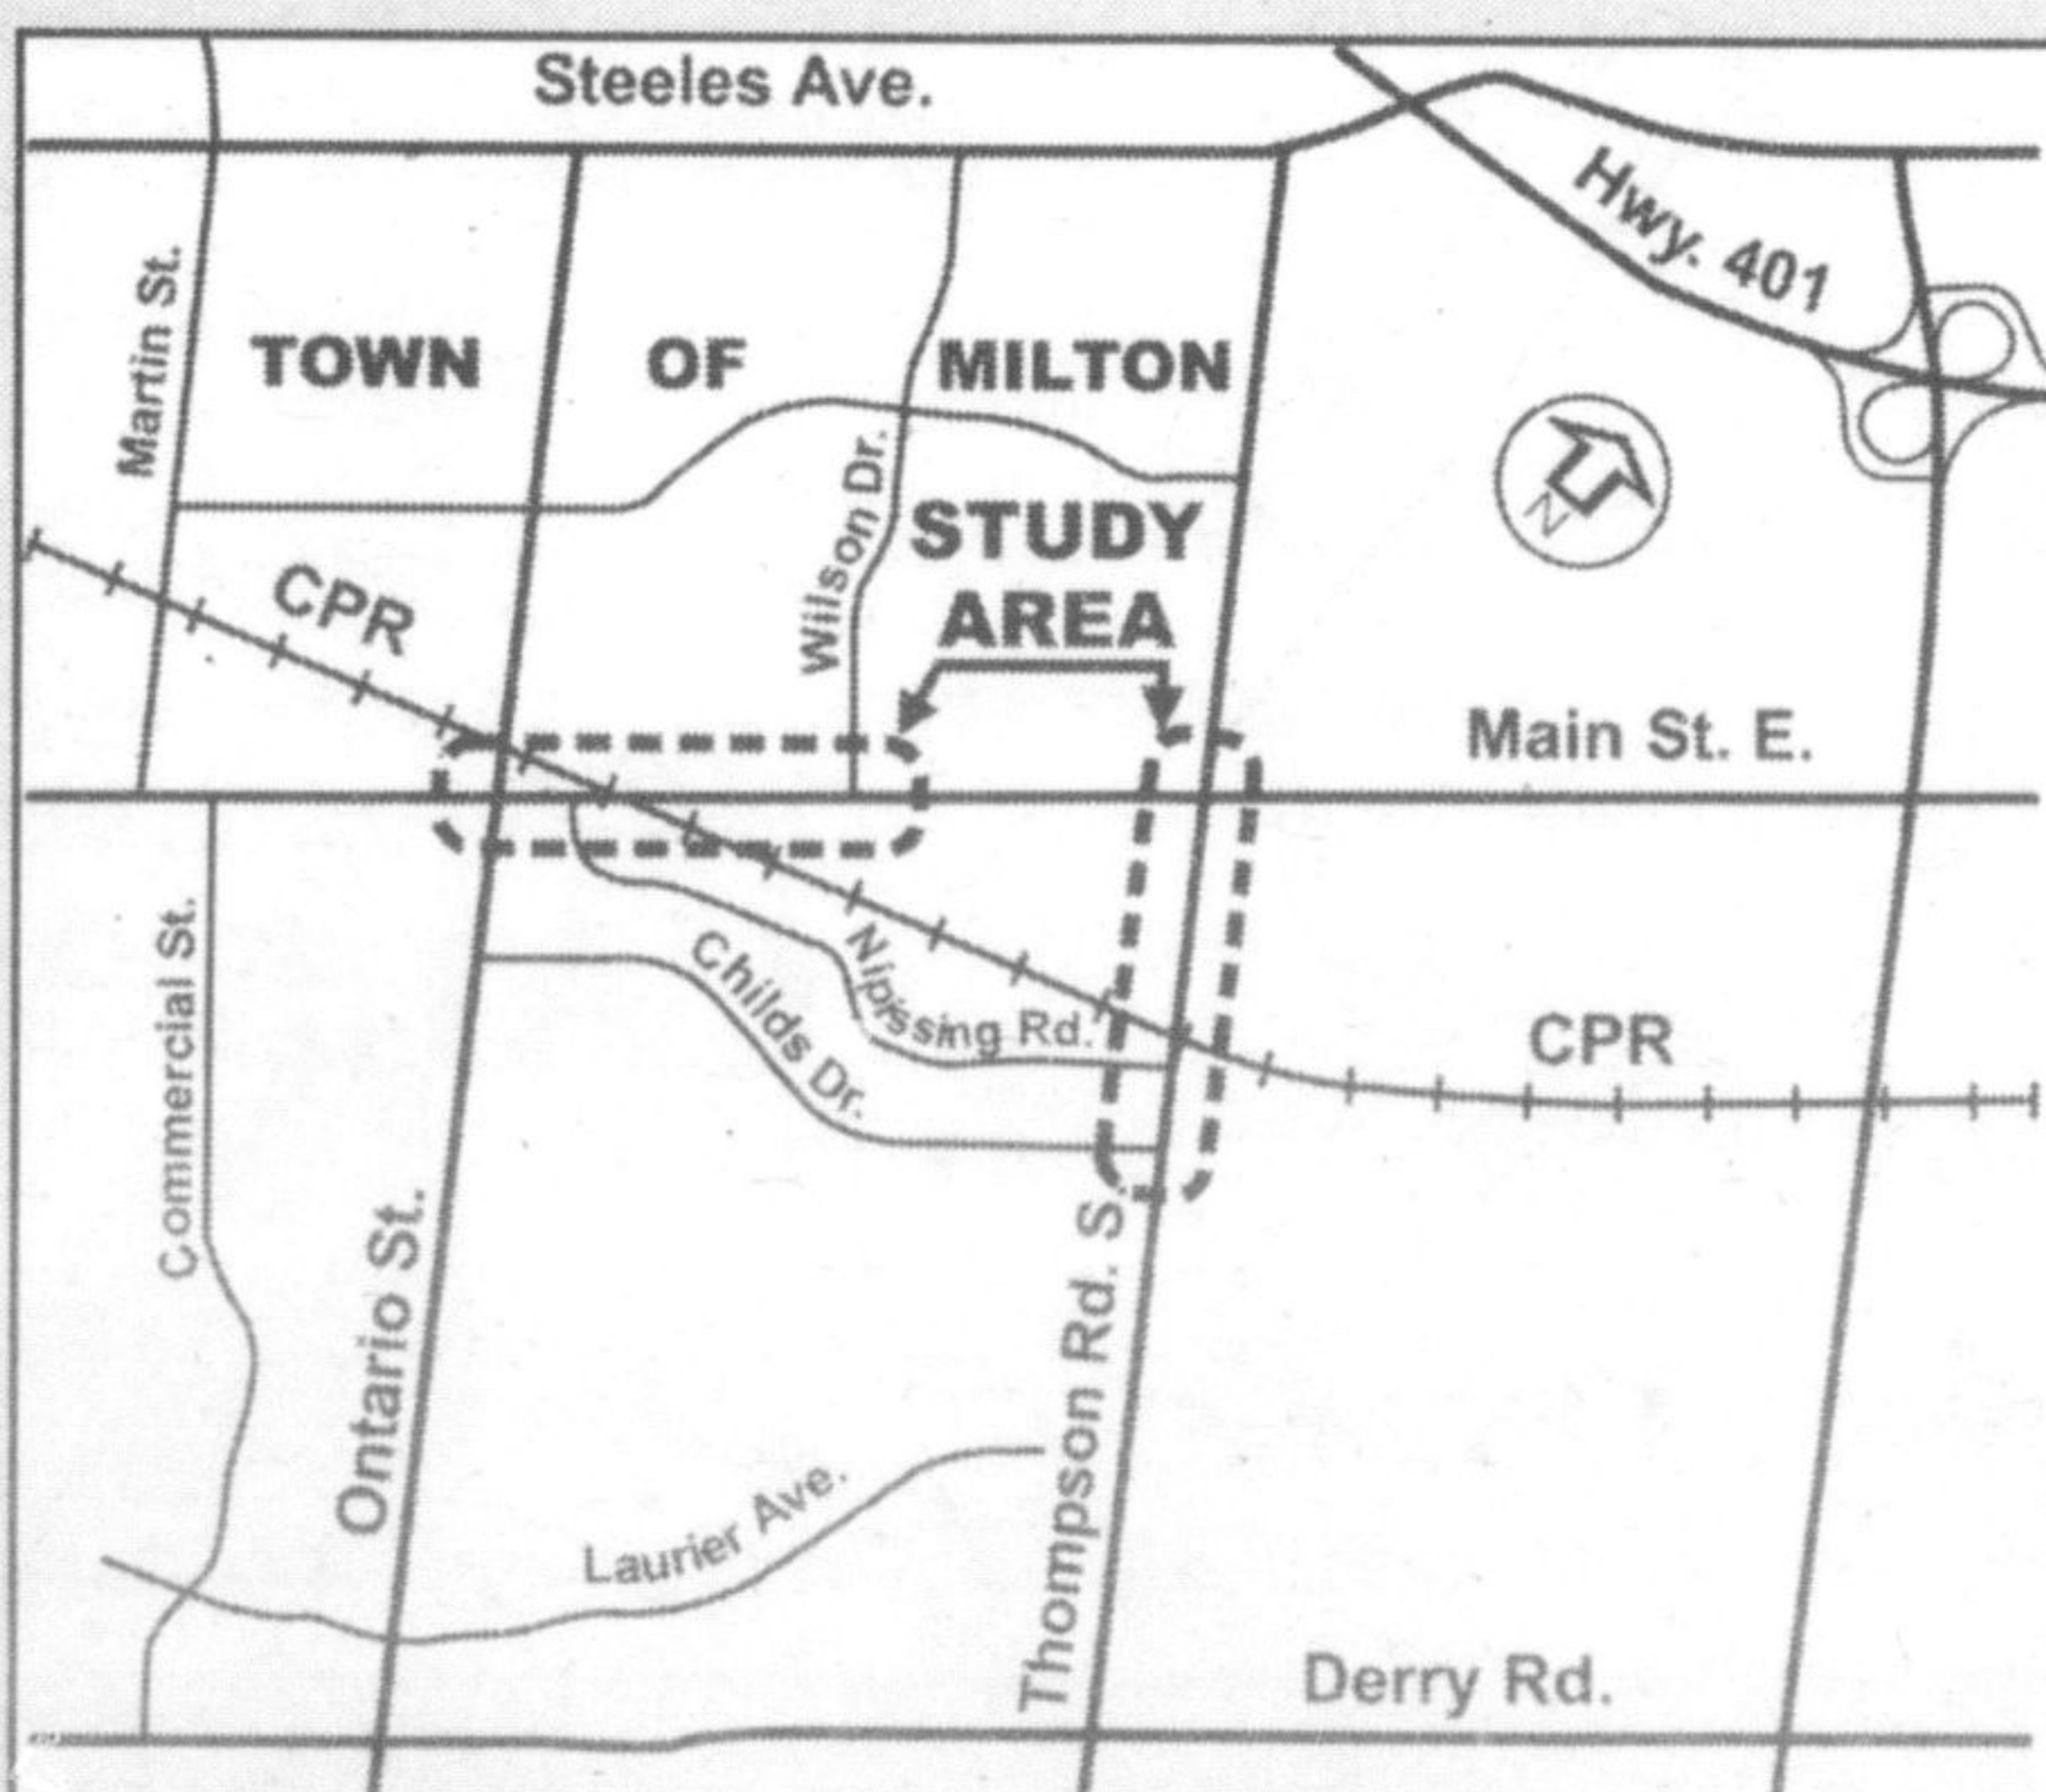 Steeles Ave.
Hwy. 401
Martin St.
TOWN OF MILTON
Wilson Dr.
N
STUDY
AREA
CPR
Main St. E.
Commercial St.
Childs Dr.
Nipissing Rd.
CPR
Ontario St.
Thompson Rd. S.
Laurier Ave.
Derry Rd.